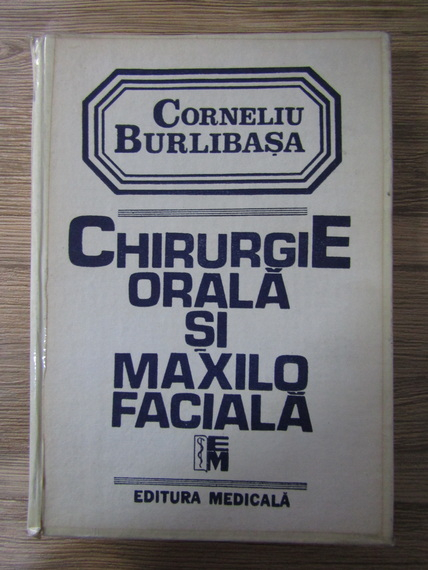 CORNELIU
BURLIBAȘA
CHIRURGIE
ORALĂ
ȘI
MAXILO
FACIALĂ
EM
EDITURA MEDICALĂ